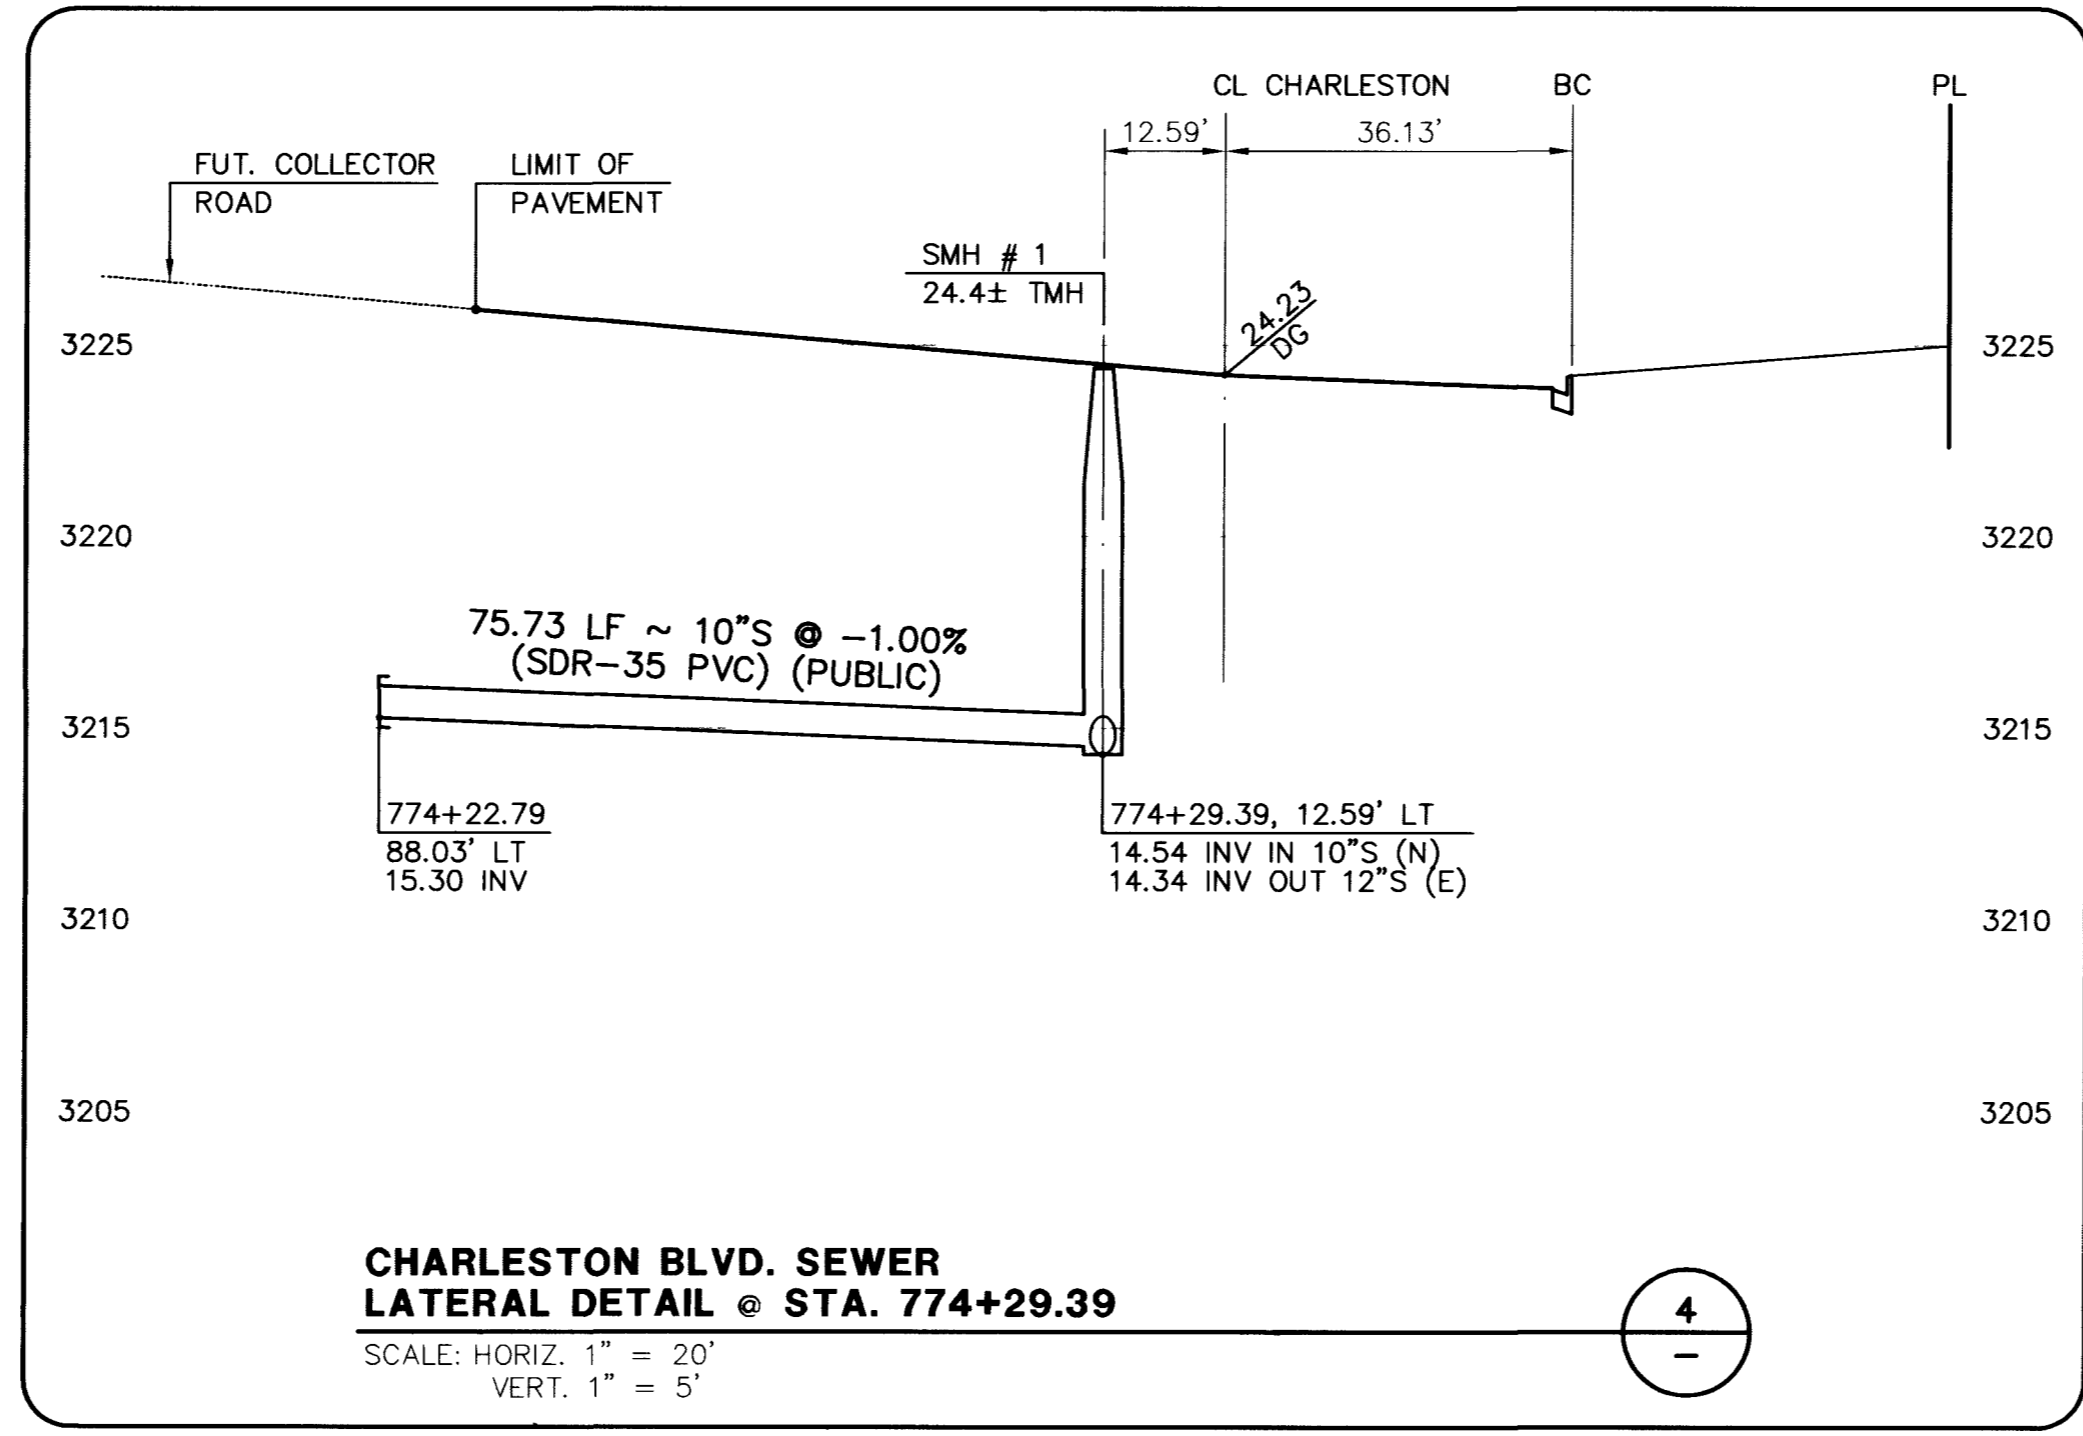 CL CHARLESTON
BC
PL
12.59'
36.13'
FUT. COLLECTOR
ROAD
LIMIT OF
PAVEMENT
SMH # 1
24.4± TMH
24.23
DG
3225
3225
3220
3220
75.73 LF ~ 10"S @ -1.00%
(SDR-35 PVC) (PUBLIC)
3215
3215
774+22.79
88.03' LT
15.30 INV
774+29.39, 12.59' LT
14.54 INV IN 10"S (N)
14.34 INV OUT 12"S (E)
3210
3210
3205
3205
CHARLESTON BLVD. SEWER
LATERAL DETAIL @ STA. 774+29.39
SCALE: HORIZ. 1" = 20'
VERT. 1" = 5'
4
-